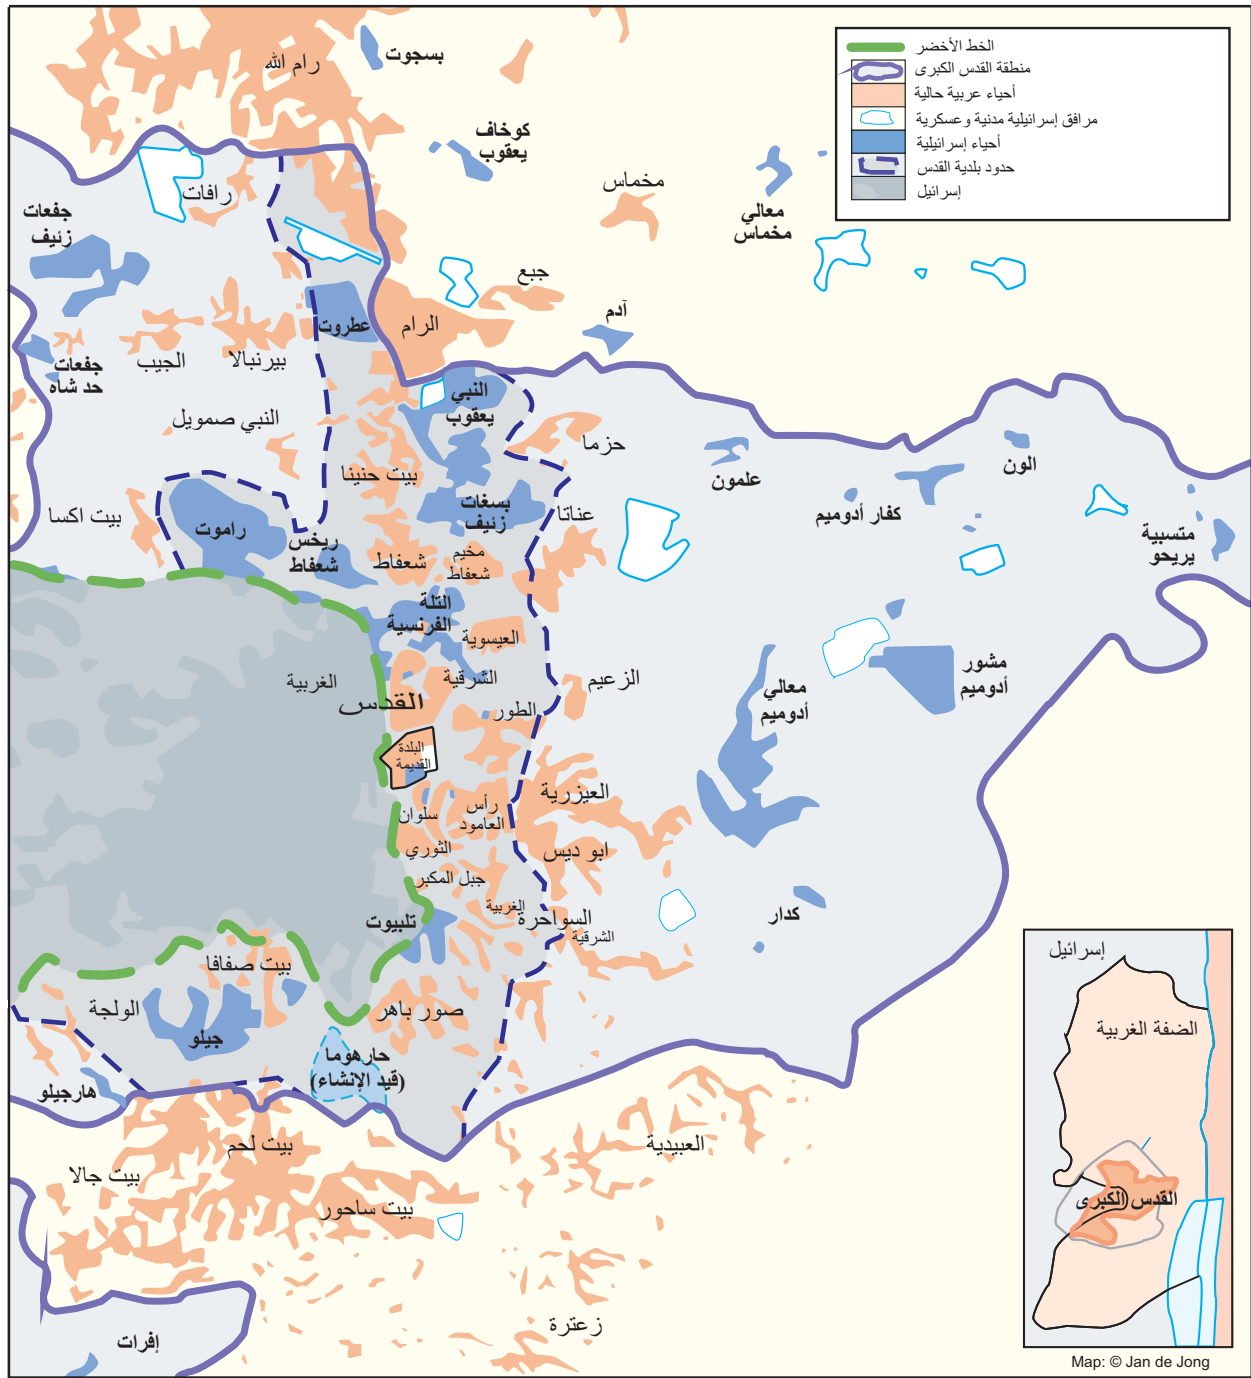 الخط الأخضر
منطقة القدس الكبرى
أحياء عربية حالية
مرافق إسرائيلية مدنية وعسكرية
أحياء إسرائيلية
حدود بلدية القدس
إسرائيل
بسجوت
رام الله
كوخاف
يعقوب
مخماس
معالي
مخماس
رافات
جفعات
زئيف
جبع
آدم
الرام
عطروت
بيرنبالا
الجيب
جفعات
حد شاه
النبي
يعقوب
النبي صمويل
حزما
الون
علمون
بيت حنينا
بسغات
زئيف
عناتا
كفار أدوميم
متسبية
يريحو
بيت اكسا
راموت
ريخس
شعفاط
شعفاط
مخيم
شعفاط
التلة
الفرنسية
العيسوية
الشرقية
الغربية
القدس
الزعيم
معالي
أدوميم
مشور
أدوميم
الطور
البلدة
القديمة
العيزرية
رأس
العامود
سلوان
الثوري
ابو ديس
جبل المكبر
كدار
السواحرة
الغربية
الشرقية
تلبيوت
بيت صفافا
الولجة
صور باهر
جيلو
حارهوما
(قيد الإنشاء)
هارجيلو
بيت لحم
العبيدية
بيت جالا
بيت ساحور
زعترة
إفرات
إسرائيل
الضفة الغربية
القدس الكبرى
Map: © Jan de Jong